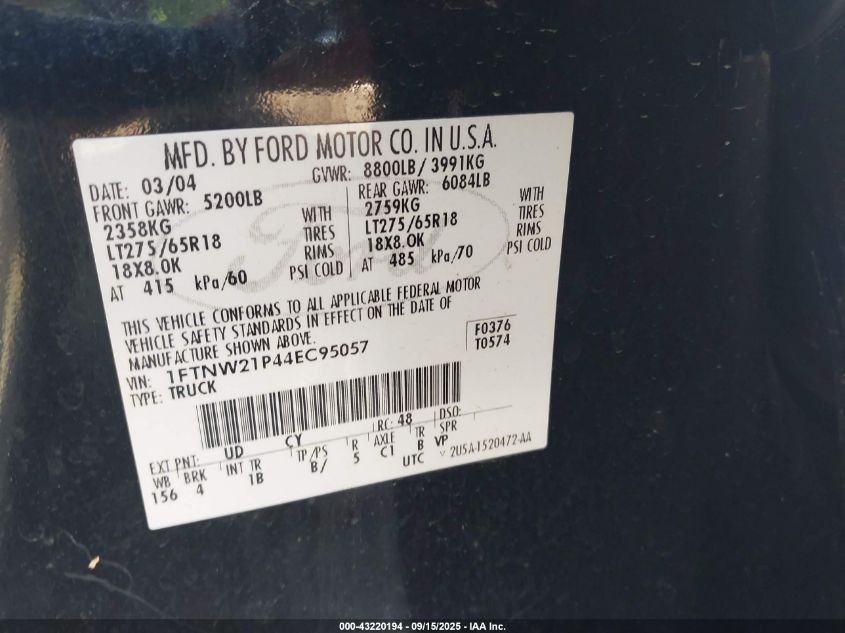 MFD. BY FORD MOTOR CO. IN U.S.A.
DATE: 03/04 GVWR: 8800LB/ 3991KG
FRONT GAWR: 5200LB REAR GAWR: 6084LB
2358KG WITH 2759KG WITH
LT275/65R18 TIRES LT275/65R18 TIRES
18X8.0K RIMS 18X8.0K RIMS
AT 415 kPa/60 PSI COLD AT 485 kPa/70 PSI COLD
Ford
THIS VEHICLE CONFORMS TO ALL APPLICABLE FEDERAL MOTOR
VEHICLE SAFETY STANDARDS IN EFFECT ON THE DATE OF
MANUFACTURE SHOWN ABOVE.
F0376
T0574
VIN: 1FTNW21P44EC95057
TYPE: TRUCK
EXT PNT: UD CY RC: 48 DSO:
WB BRK INT TR TP/PS R AXLE TR SPR
156 4 1B B/ 5 C1 B VP
UTC 2U5A-1520472-AA
000-43220194 - 09/15/2025 - IAA Inc.